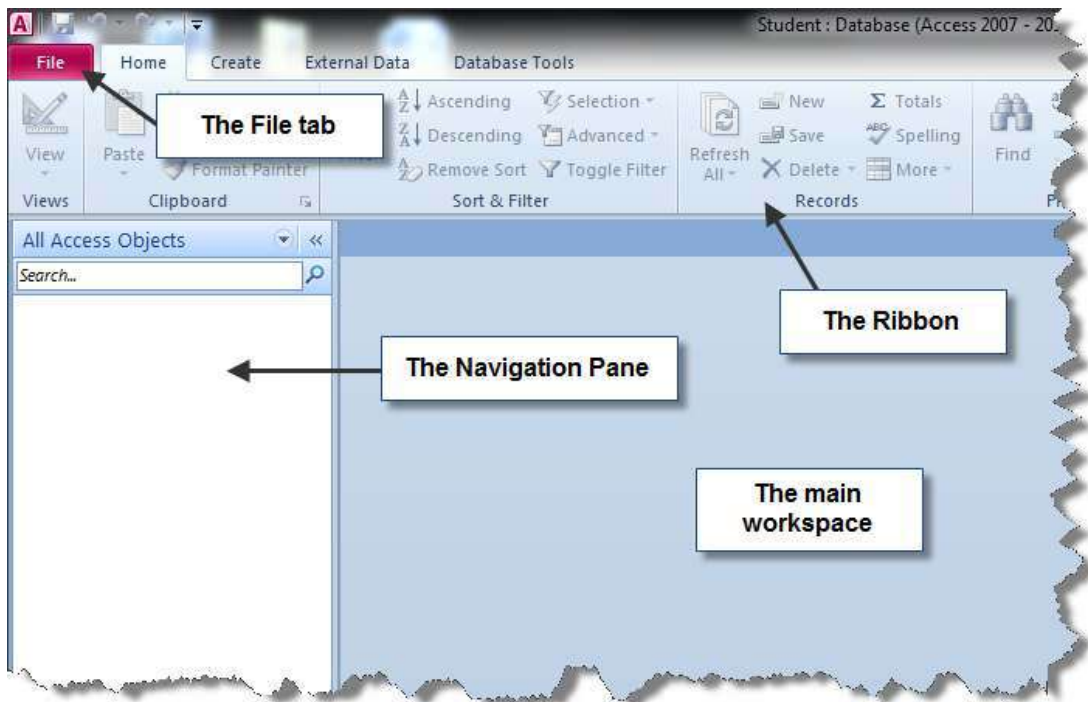 Student : Database (Access 2007 - 20
File Home Create External Data Database Tools
The File tab
View
Paste
Format Painter
Ascending
Descending
Remove Sort
Selection
Advanced
Toggle Filter
Refresh
All
New
Save
Delete
Σ Totals
Spelling
More
Find
Views Clipboard Sort & Filter Records
All Access Objects
Search...
The Ribbon
The Navigation Pane
The main
workspace